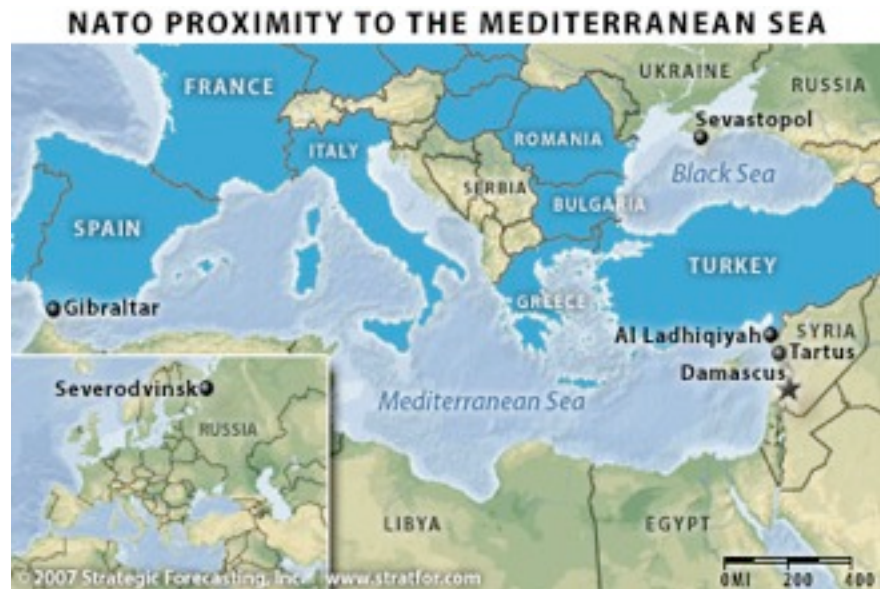 NATO PROXIMITY TO THE MEDITERRANEAN SEA
FRANCE
UKRAINE
RUSSIA
Sevastopol
ITALY
ROMANIA
Black Sea
SERBIA
BULGARIA
SPAIN
TURKEY
GREECE
Gibraltar
Al Ladhiqiyah
SYRIA
Tartus
Damascus
Severodvinsk
Mediterranean Sea
RUSSIA
LIBYA
EGYPT
0MI 200 400
© 2007 Strategic Forecasting, Inc. www.stratfor.com